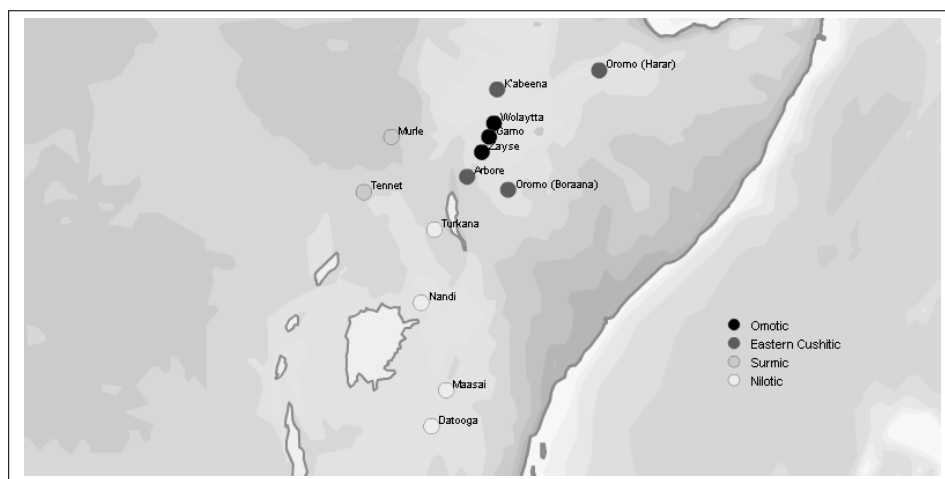 Oromo (Harar)
K'abeena
Wolaytta
Gamo
Murle
Zayse
Arbore
Tennet
Oromo (Boraana)
Turkana
Nandi
Omotic
Eastern Cushitic
Surmic
Nilotic
Maasai
Datooga